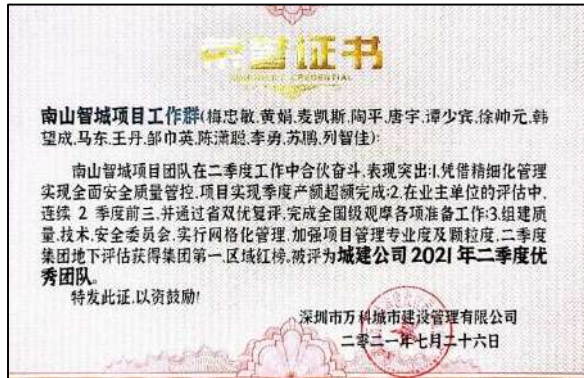 荣誉证书
南山智城项目工作群(梅忠敏,黄娟,麦凯斯,陶平,唐宇,谭少宾,徐帅元,韩
望成,马东,王丹,邹巾英,陈潇聪,李勇,苏鹏,列智佳):
南山智城项目团队在二季度工作中合伙奋斗,表现突出:1.凭借精细化管理
实现全面安全质量管控,项目实现季度产额超额完成;2.在业主单位的评估中,
连续 2 季度前三,并通过省双优复评,完成全国级观摩各项准备工作;3.组建质
量,技术,安全委员会,实行网格化管理,加强项目管理专业度及颗粒度,二季度
集团地下评估获得集团第一,区域红榜,被评为城建公司2021年二季度优
秀团队。
特发此证,以资鼓励!
深圳市万科城市建设管理有限公司
二零二一年七月二十六日